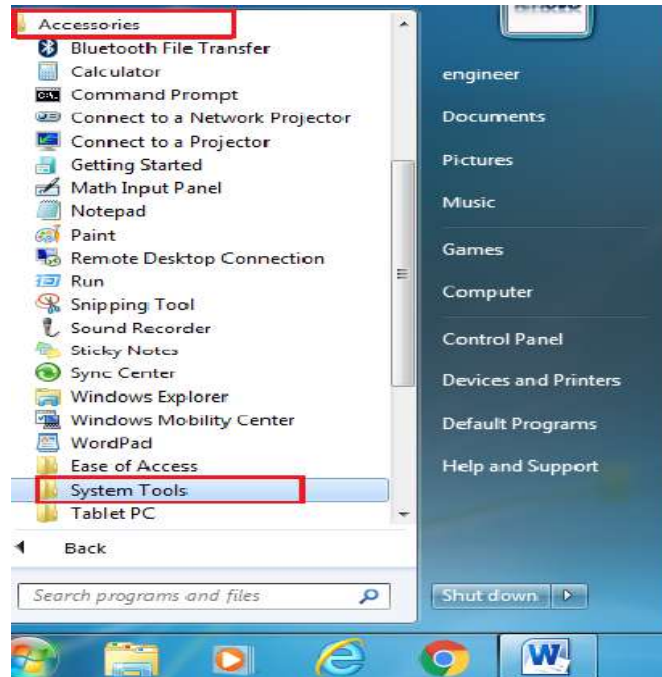 Accessories
Bluetooth File Transfer
Calculator
Command Prompt
Connect to a Network Projector
Connect to a Projector
Getting Started
Math Input Panel
Notepad
Paint
Remote Desktop Connection
Run
Snipping Tool
Sound Recorder
Sticky Notes
Sync Center
Windows Explorer
Windows Mobility Center
WordPad
Ease of Access
System Tools
Tablet PC
Back
Search programs and files
engineer
Documents
Pictures
Music
Games
Computer
Control Panel
Devices and Printers
Default Programs
Help and Support
Shut down
W